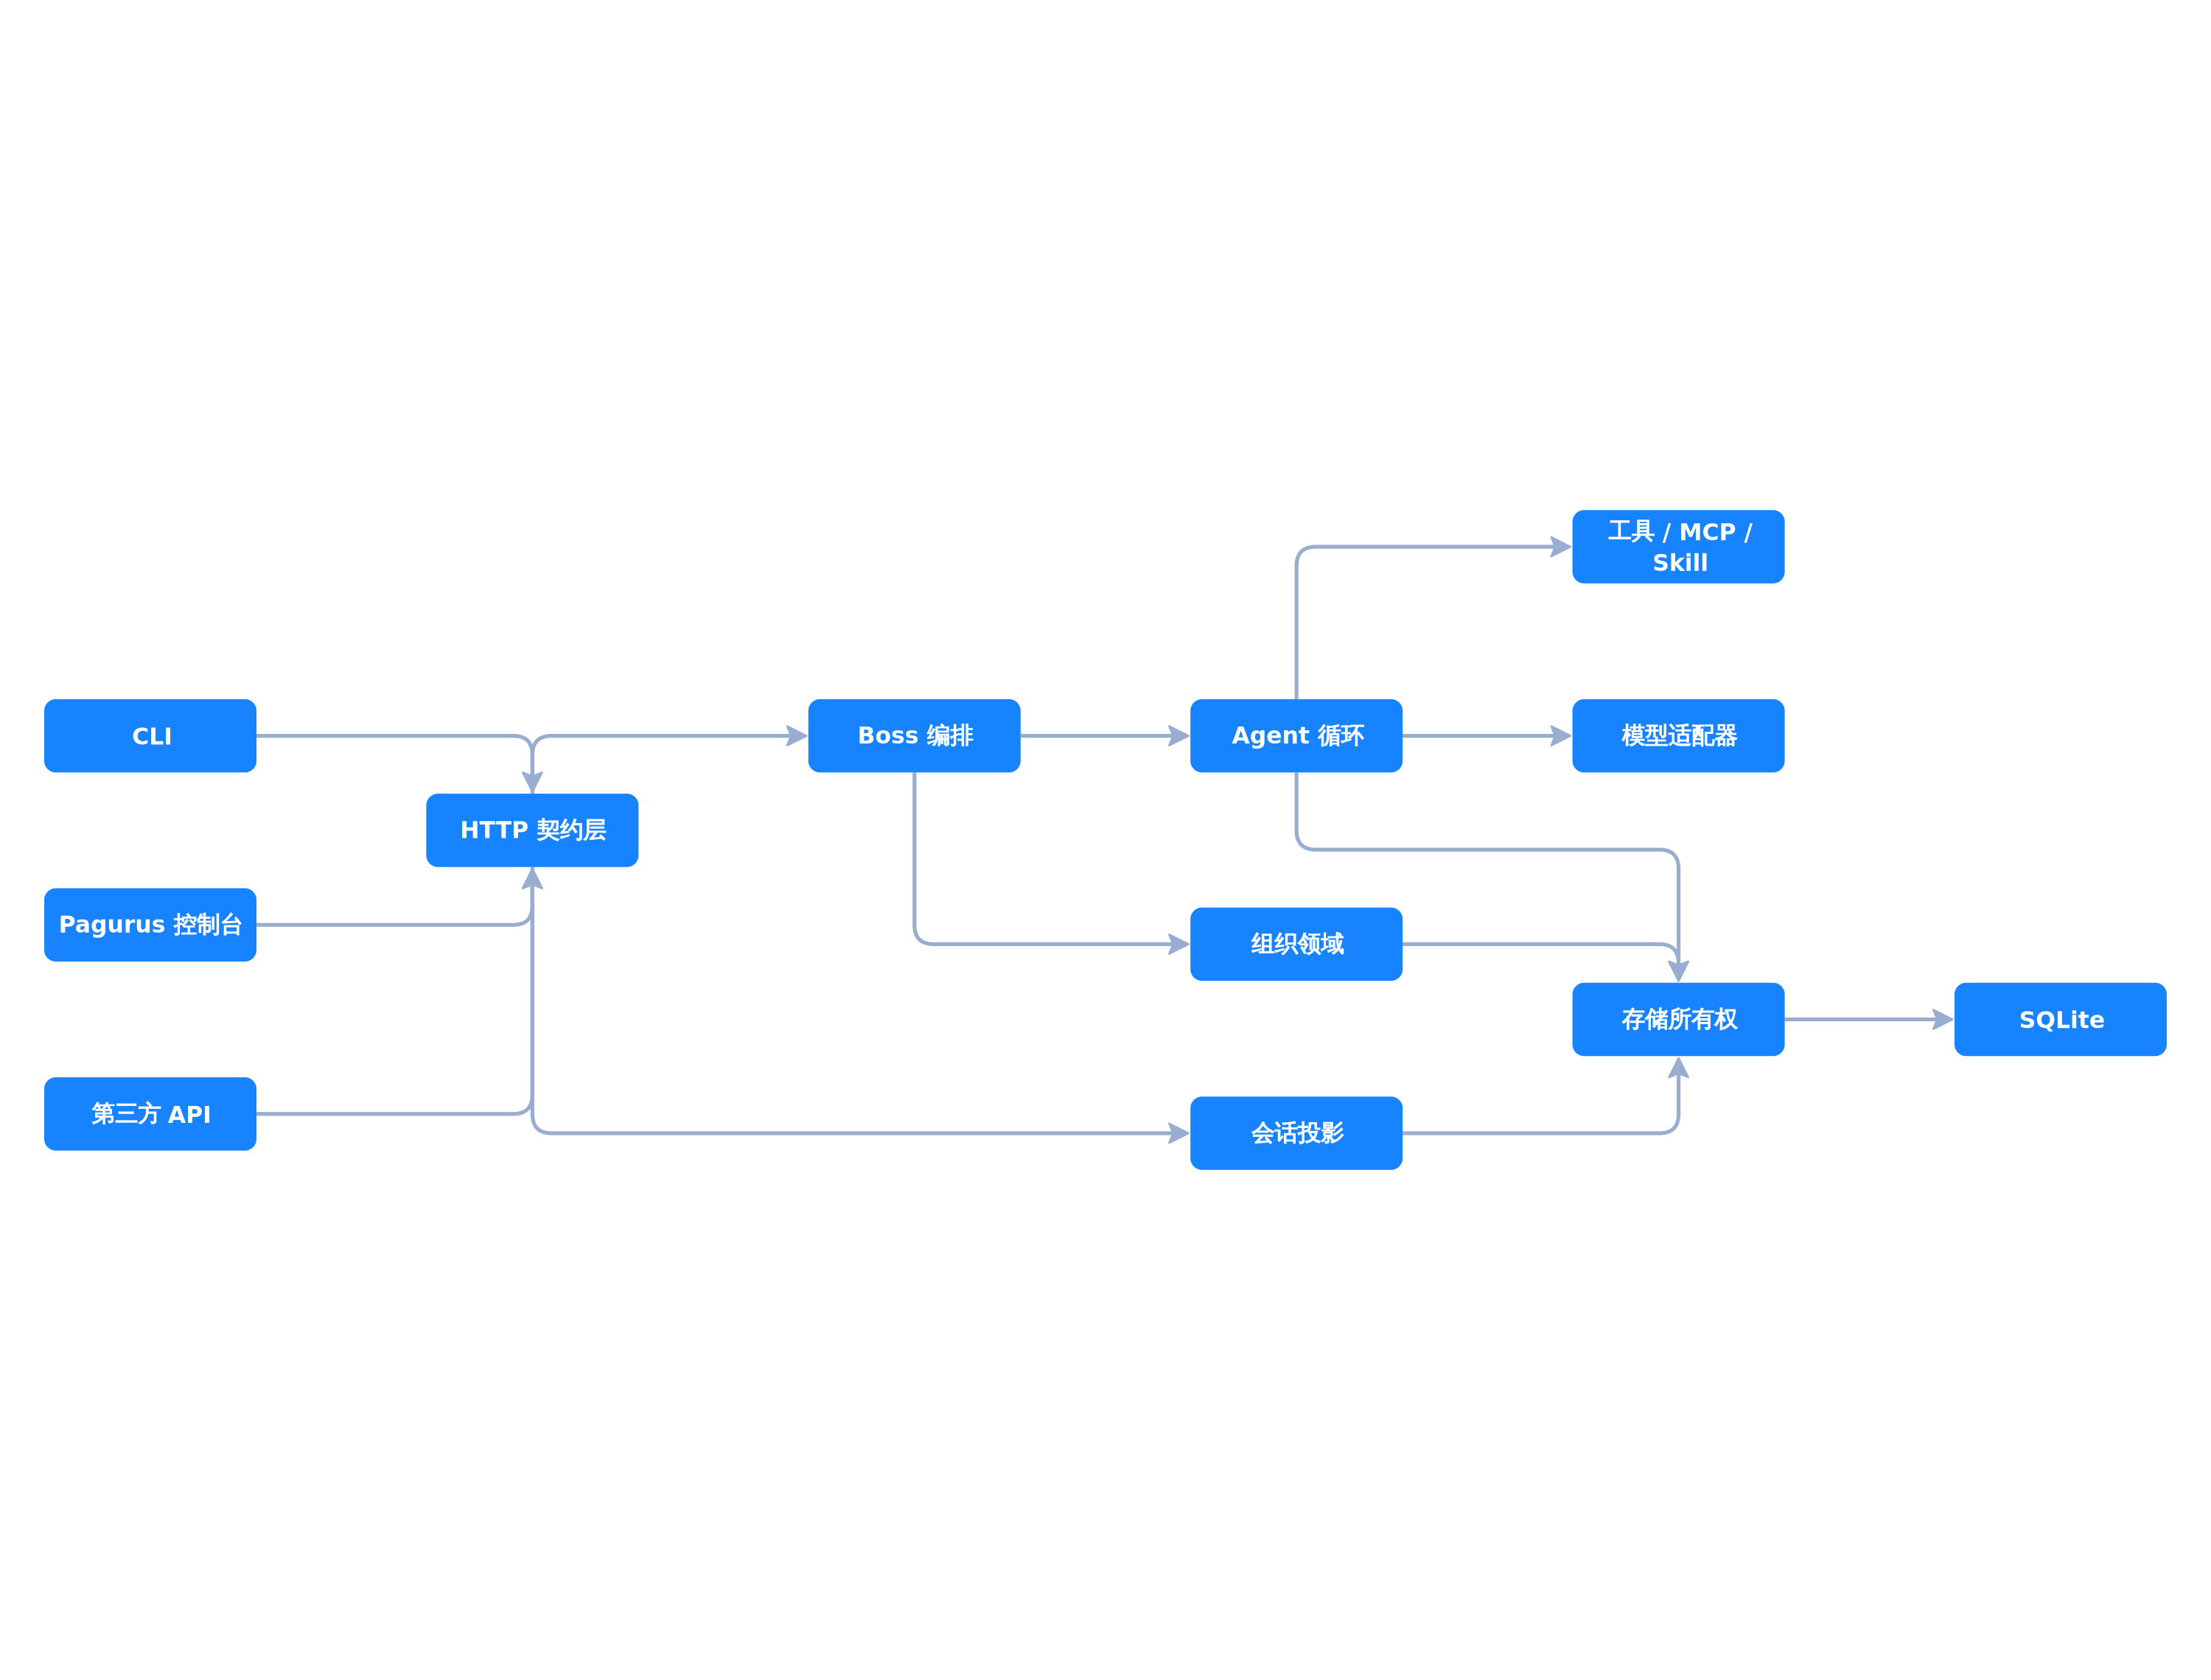 工具 / MCP /
Skill
CLI
Boss 编排
Agent 循环
模型适配器
HTTP 契约层
Pagurus 控制台
组织领域
存储所有权
SQLite
第三方 API
会话投影